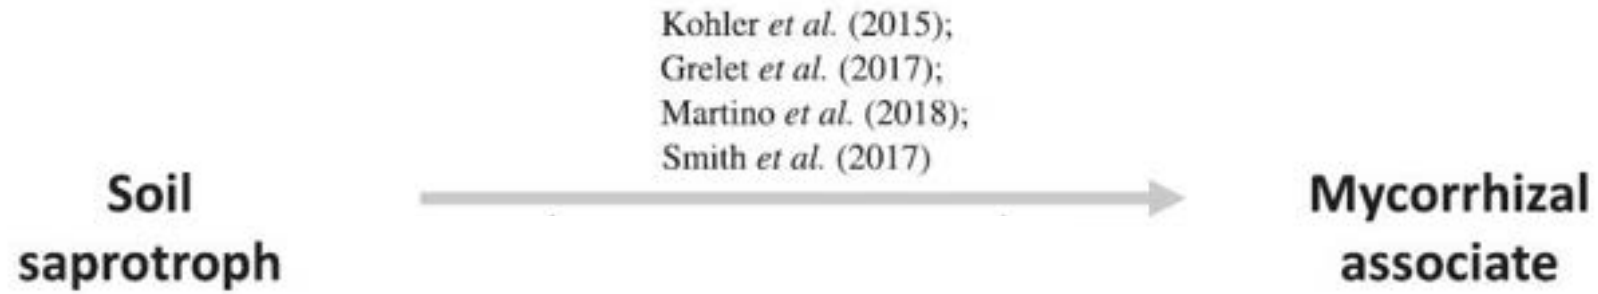 Kohler et al. (2015);
Grelet et al. (2017);
Martino et al. (2018);
Smith et al. (2017)
Soil
saprotroph
Mycorrhizal
associate